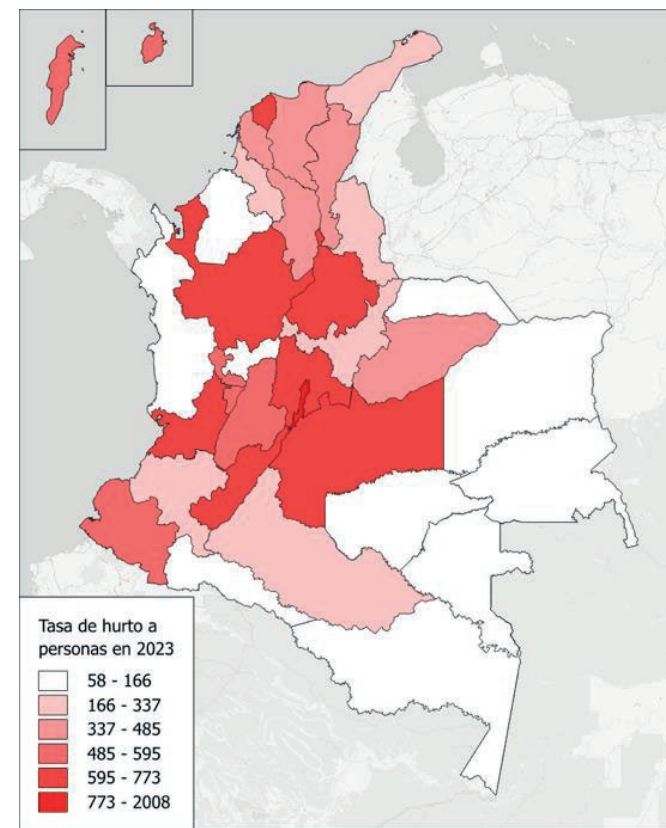 Tasa de hurto a
personas en 2023
58 - 166
166 - 337
337 - 485
485 - 595
595 - 773
773 - 2008